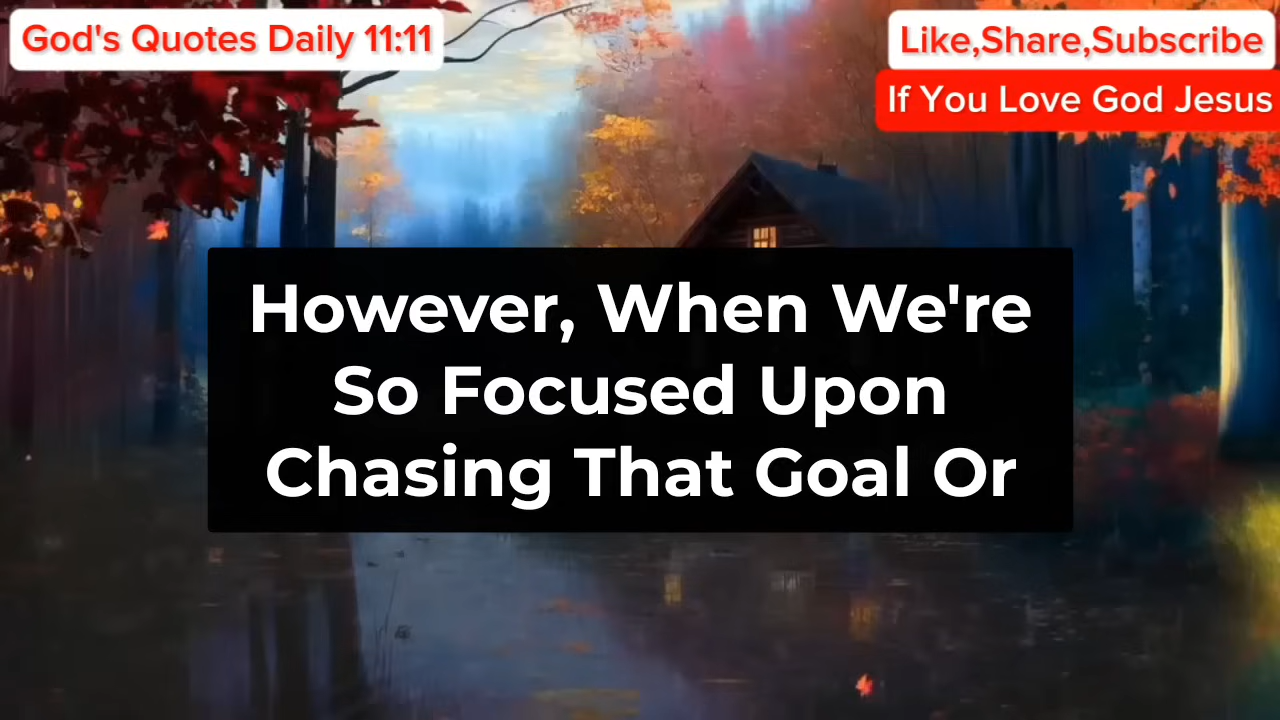 God's Quotes Daily 11:11
Like,Share,Subscribe
If You Love God Jesus
However, When We're
So Focused Upon
Chasing That Goal Or